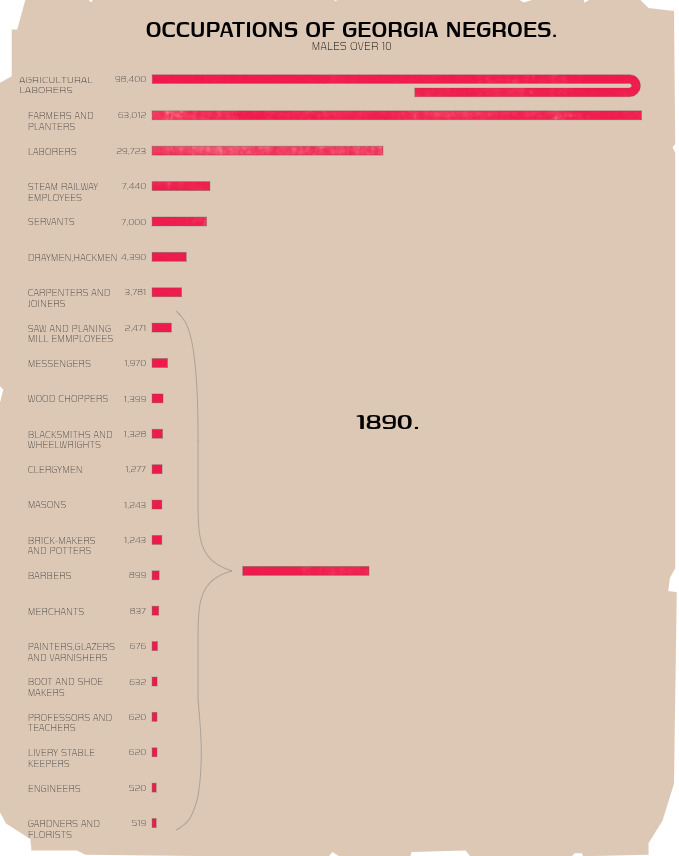 OCCUPATIONS OF GEORGIA NEGROES.
MALES OVER 10
AGRICULTURAL 98,400
LABORERS
FARMERS AND 63,012
PLANTERS
LABORERS 29,723
STEAM RAILWAY 7,440
EMPLOYEES
SERVANTS 7,000
DRAYMEN,HACKMEN 4,390
CARPENTERS AND 3,781
JOINERS
SAW AND PLANING 2,471
MILL EMMPLOYEES
MESSENGERS 1,970
WOOD CHOPPERS 1,399
1890.
BLACKSMITHS AND 1,328
WHEELWRIGHTS
CLERGYMEN 1,277
MASONS 1,243
BRICK-MAKERS 1,243
AND POTTERS
BARBERS 899
MERCHANTS 837
PAINTERS,GLAZERS 676
AND VARNISHERS
BOOT AND SHOE 632
MAKERS
PROFESSORS AND 620
TEACHERS
LIVERY STABLE 620
KEEPERS
ENGINEERS 520
GARDNERS AND 519
FLORISTS